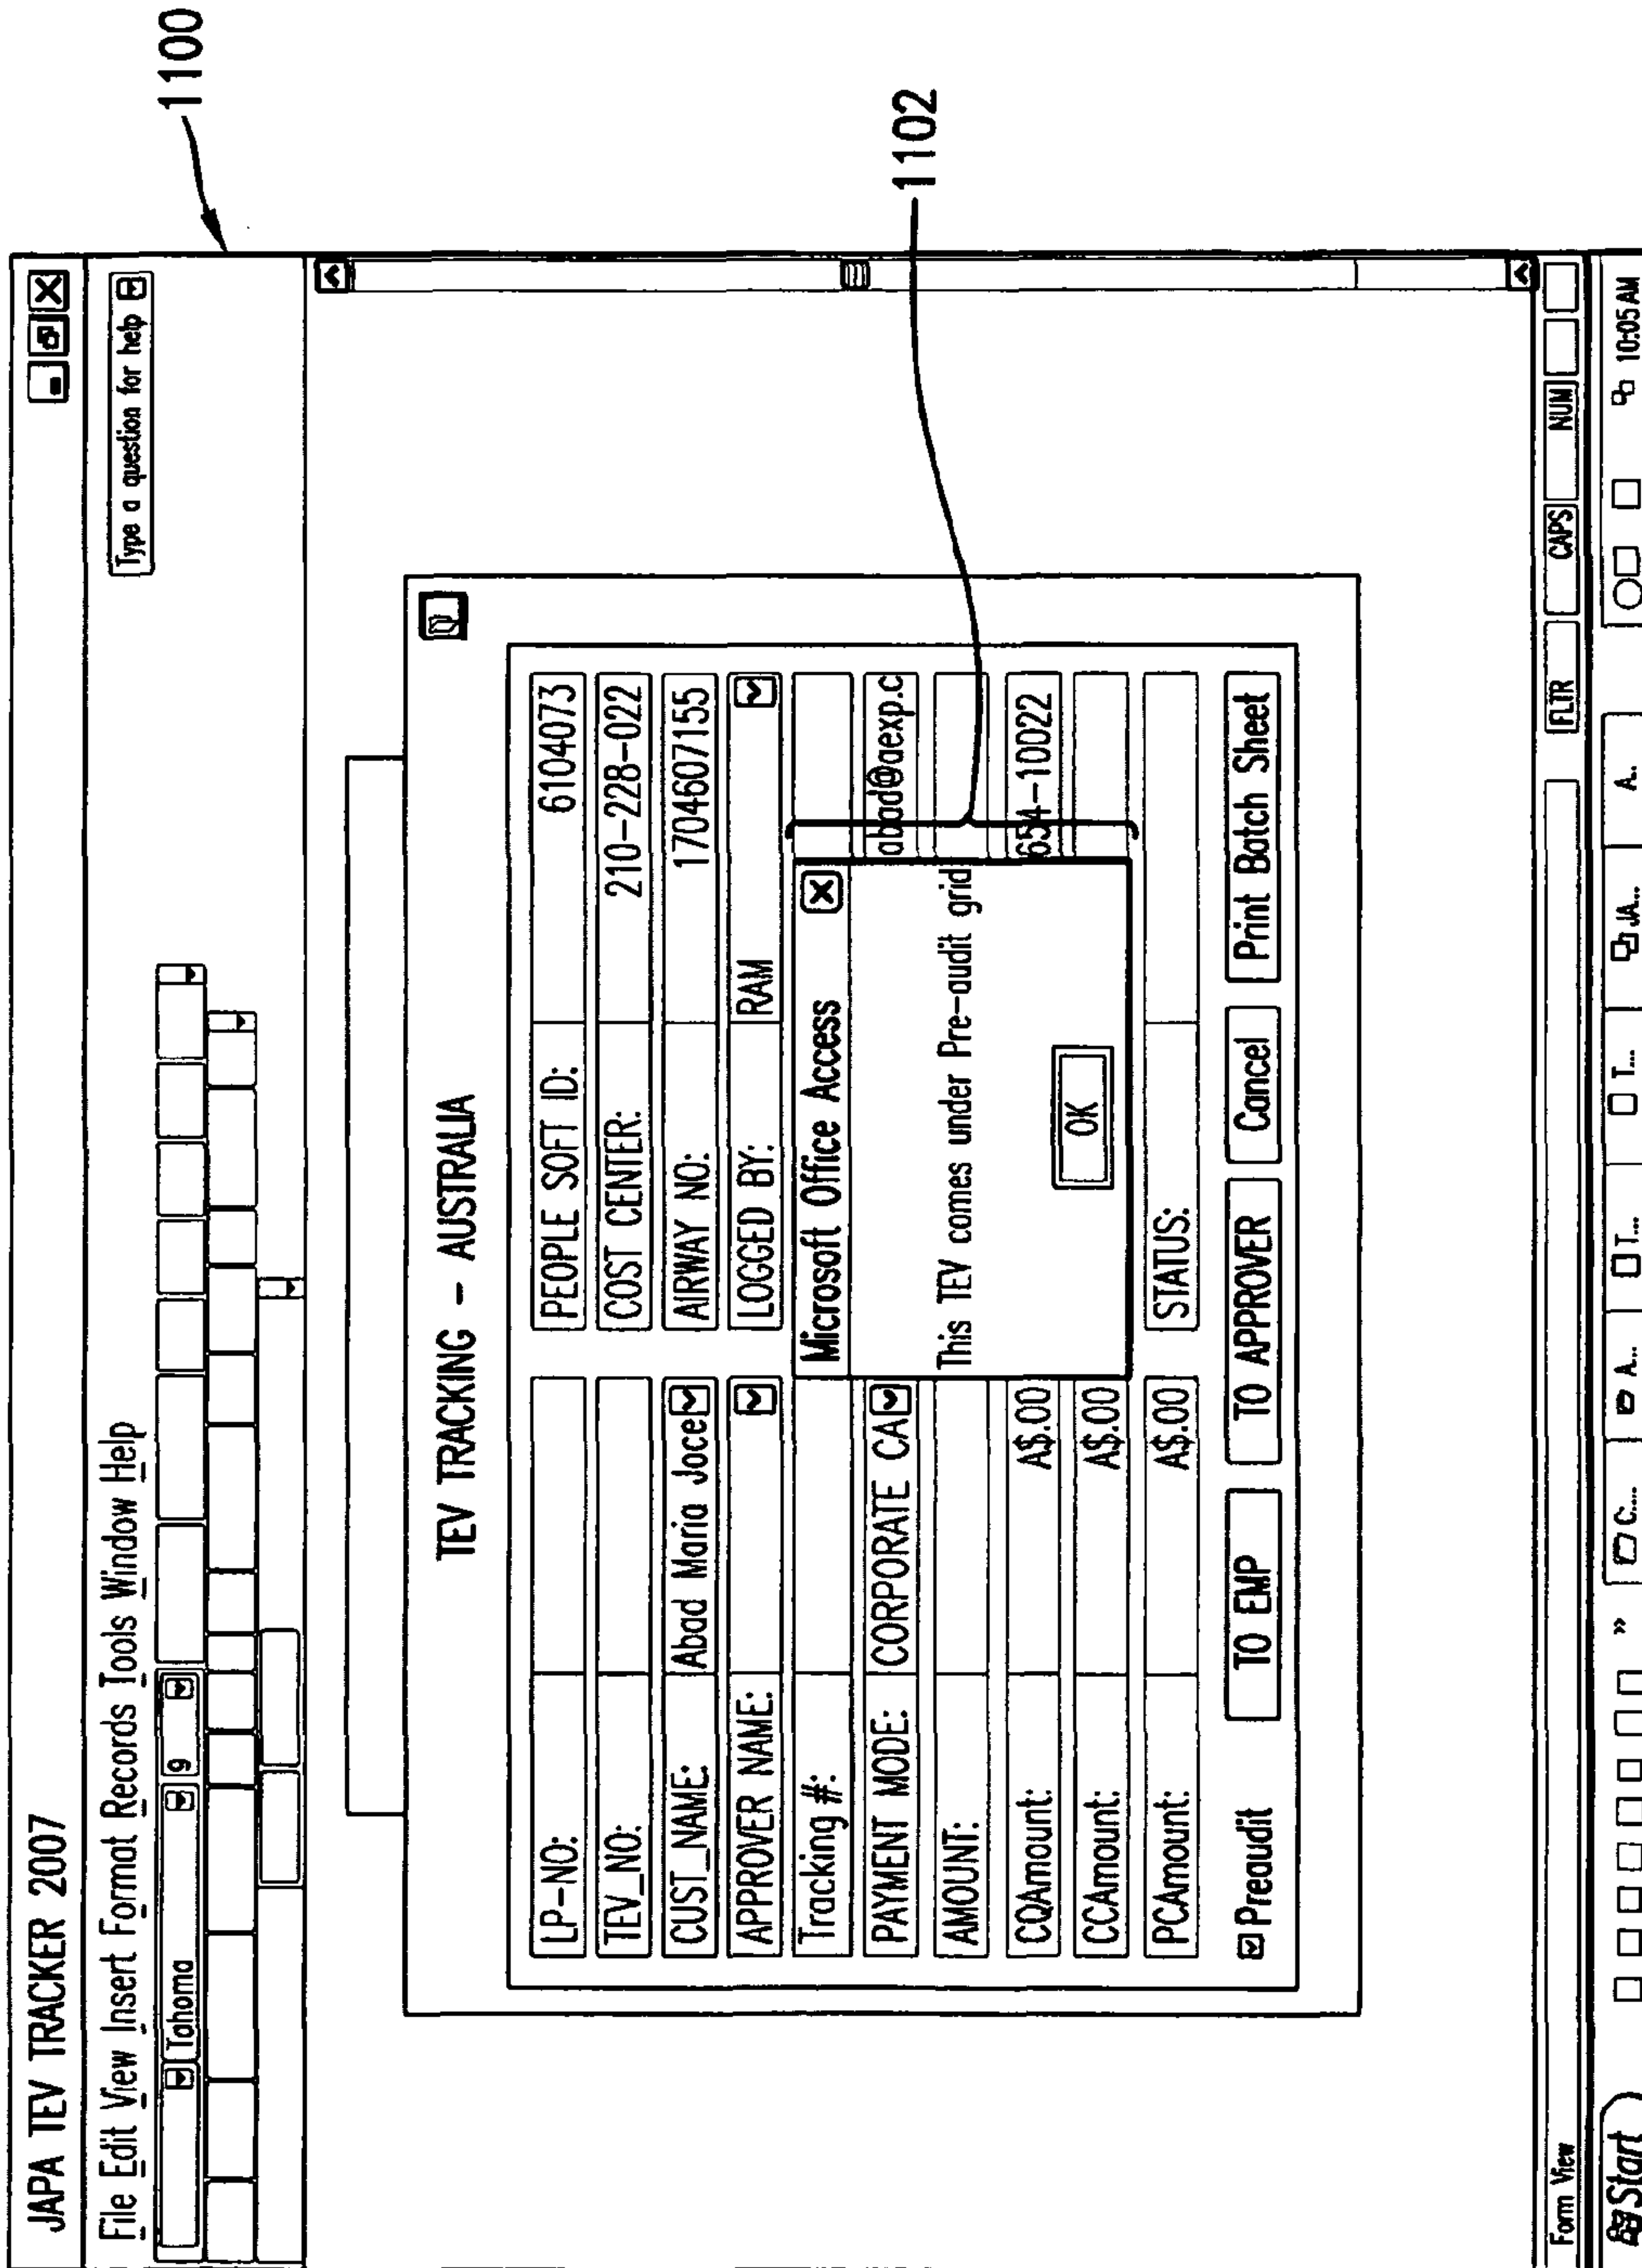 JAPA TEV TRACKER 2007
File Edit View Insert Format Records Tools Window Help
Type a question for help
Tahoma 9
1100
TEV TRACKING – AUSTRALIA
LP-NO:
PEOPLE SOFT ID: 6104073
TEV_NO:
COST CENTER: 210-228-022
CUST_NAME: Abad Maria Joce
AIRWAY NO: 1704607155
APPROVER NAME:
LOGGED BY: RAM
Tracking #:
PAYMENT MODE: CORPORATE CA
abad@aexp.c
AMOUNT:
CQAmount: A$.00
654-10022
CCAmount: A$.00
PCAmount: A$.00
STATUS:
Microsoft Office Access
This TEV comes under Pre-audit grid
OK
1102
Preaudit
TO EMP
TO APPROVER
Cancel
Print Batch Sheet
Form View
FLTR CAPS NUM
Start » C.... A... T... T... JA... A.. 10:05 AM